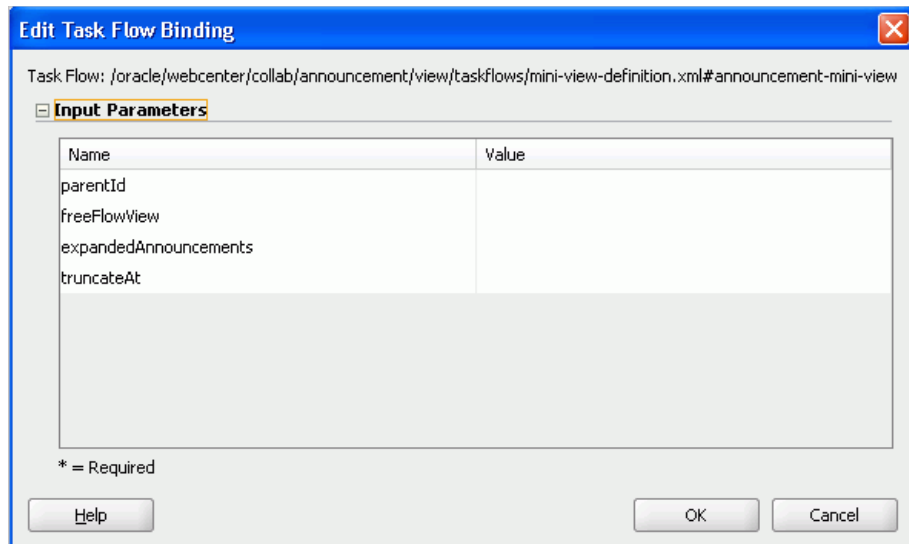 Edit Task Flow Binding
Task Flow: /oracle/webcenter/collab/announcement/view/taskflows/mini-view-definition.xml#announcement-mini-view
Input Parameters
Name Value
parentId
freeFlowView
expandedAnnouncements
truncateAt
* = Required
Help OK Cancel